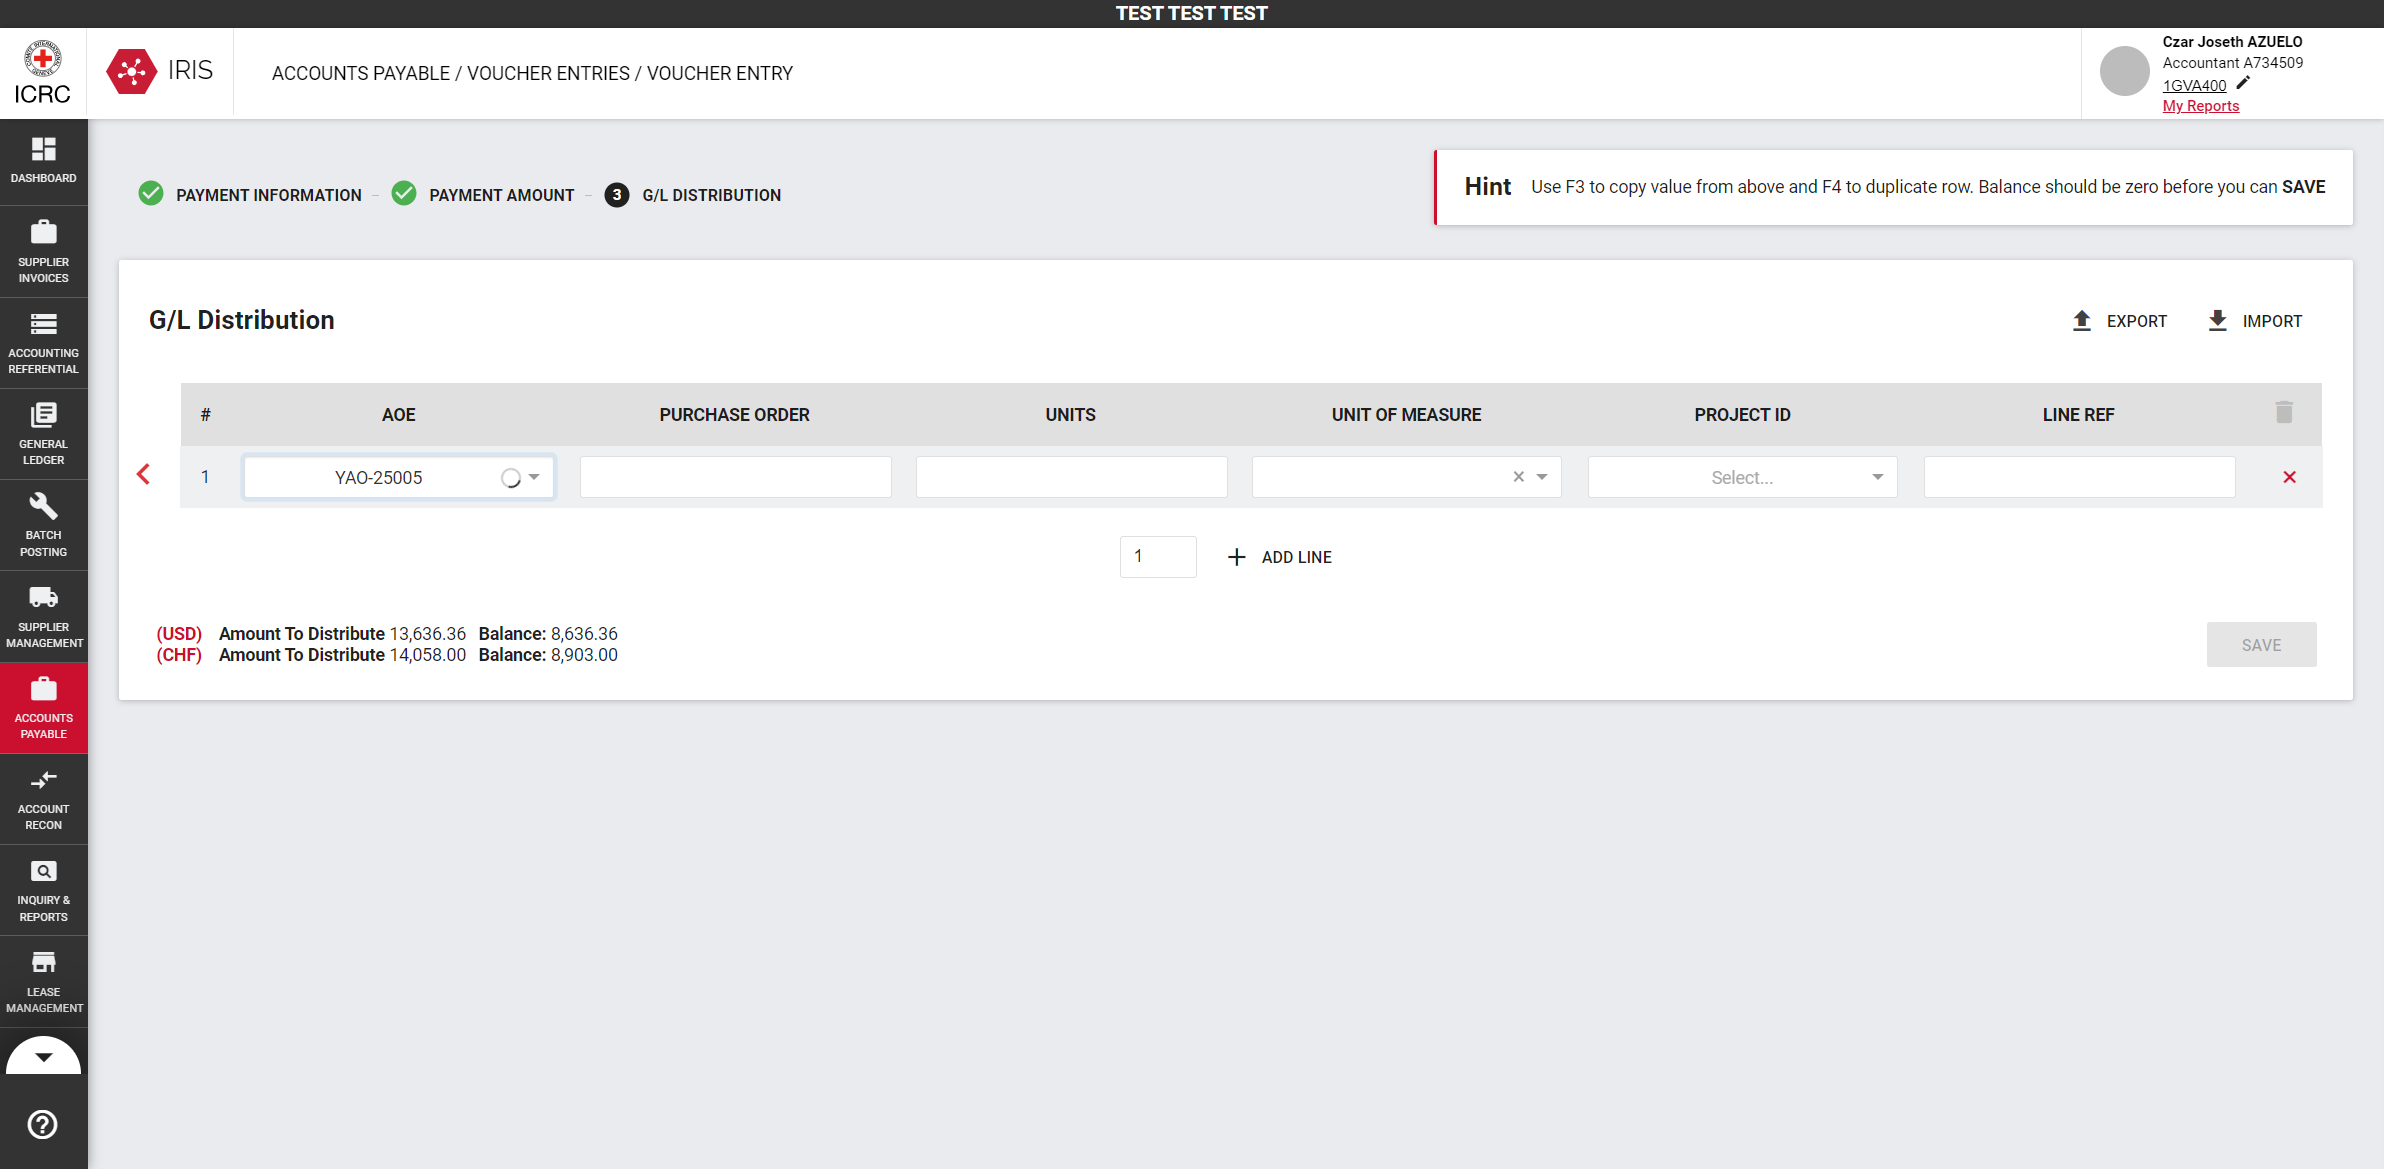 TEST TEST TEST
ICRC
IRIS
ACCOUNTS PAYABLE / VOUCHER ENTRIES / VOUCHER ENTRY
Czar Joseth AZUELO
Accountant A734509
1GVA400
My Reports
DASHBOARD
SUPPLIER
INVOICES
ACCOUNTING
REFERENTIAL
GENERAL
LEDGER
BATCH
POSTING
SUPPLIER
MANAGEMENT
ACCOUNTS
PAYABLE
ACCOUNT
RECON
INQUIRY &
REPORTS
LEASE
MANAGEMENT
PAYMENT INFORMATION – PAYMENT AMOUNT – 3 G/L DISTRIBUTION
Hint Use F3 to copy value from above and F4 to duplicate row. Balance should be zero before you can SAVE
G/L Distribution
EXPORT IMPORT
# AOE PURCHASE ORDER UNITS UNIT OF MEASURE PROJECT ID LINE REF
1 YAO-25005 Select...
1 ADD LINE
(USD) Amount To Distribute 13,636.36 Balance: 8,636.36
(CHF) Amount To Distribute 14,058.00 Balance: 8,903.00
SAVE